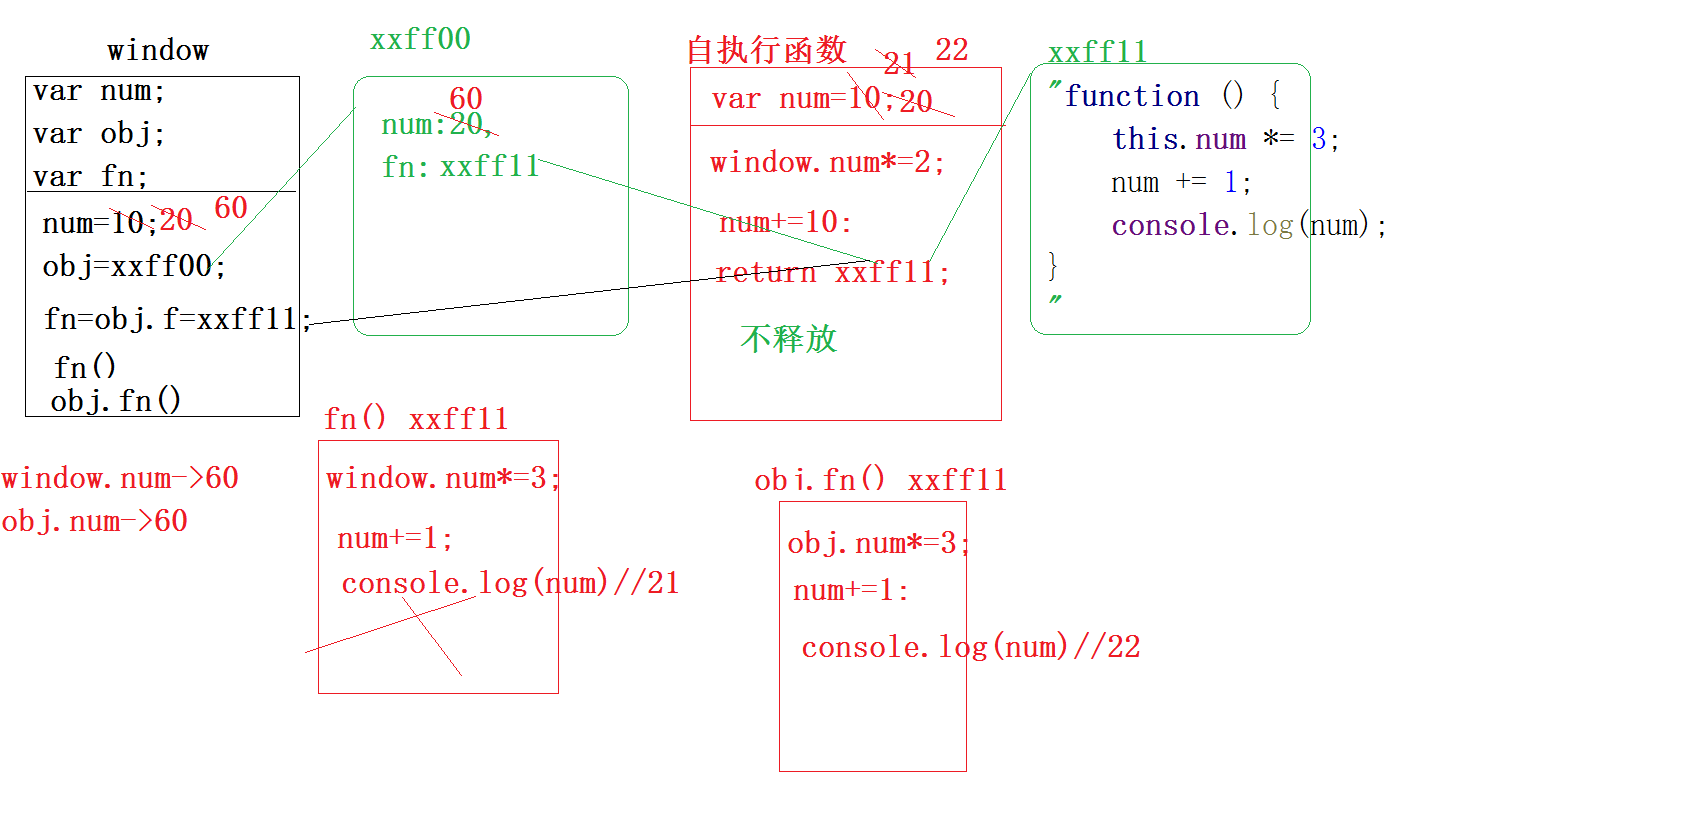 window
var num;
var obj;
var fn;
num=10; 20 60
obj=xxff00;
fn=obj.f=xxff11;
fn()
obj.fn()
window.num->60
obj.num->60
xxff00
60
num:20,
fn: xxff11
自执行函数 21 22
var num=10; 20
window.num*=2;
num+=10:
return xxff11;
不释放
xxff11
"function () {
this.num *= 3;
num += 1;
console.log(num);
}
"
fn() xxff11
window.num*=3;
num+=1;
console.log(num)//21
obj.fn() xxff11
obj.num*=3;
num+=1:
console.log(num)//22